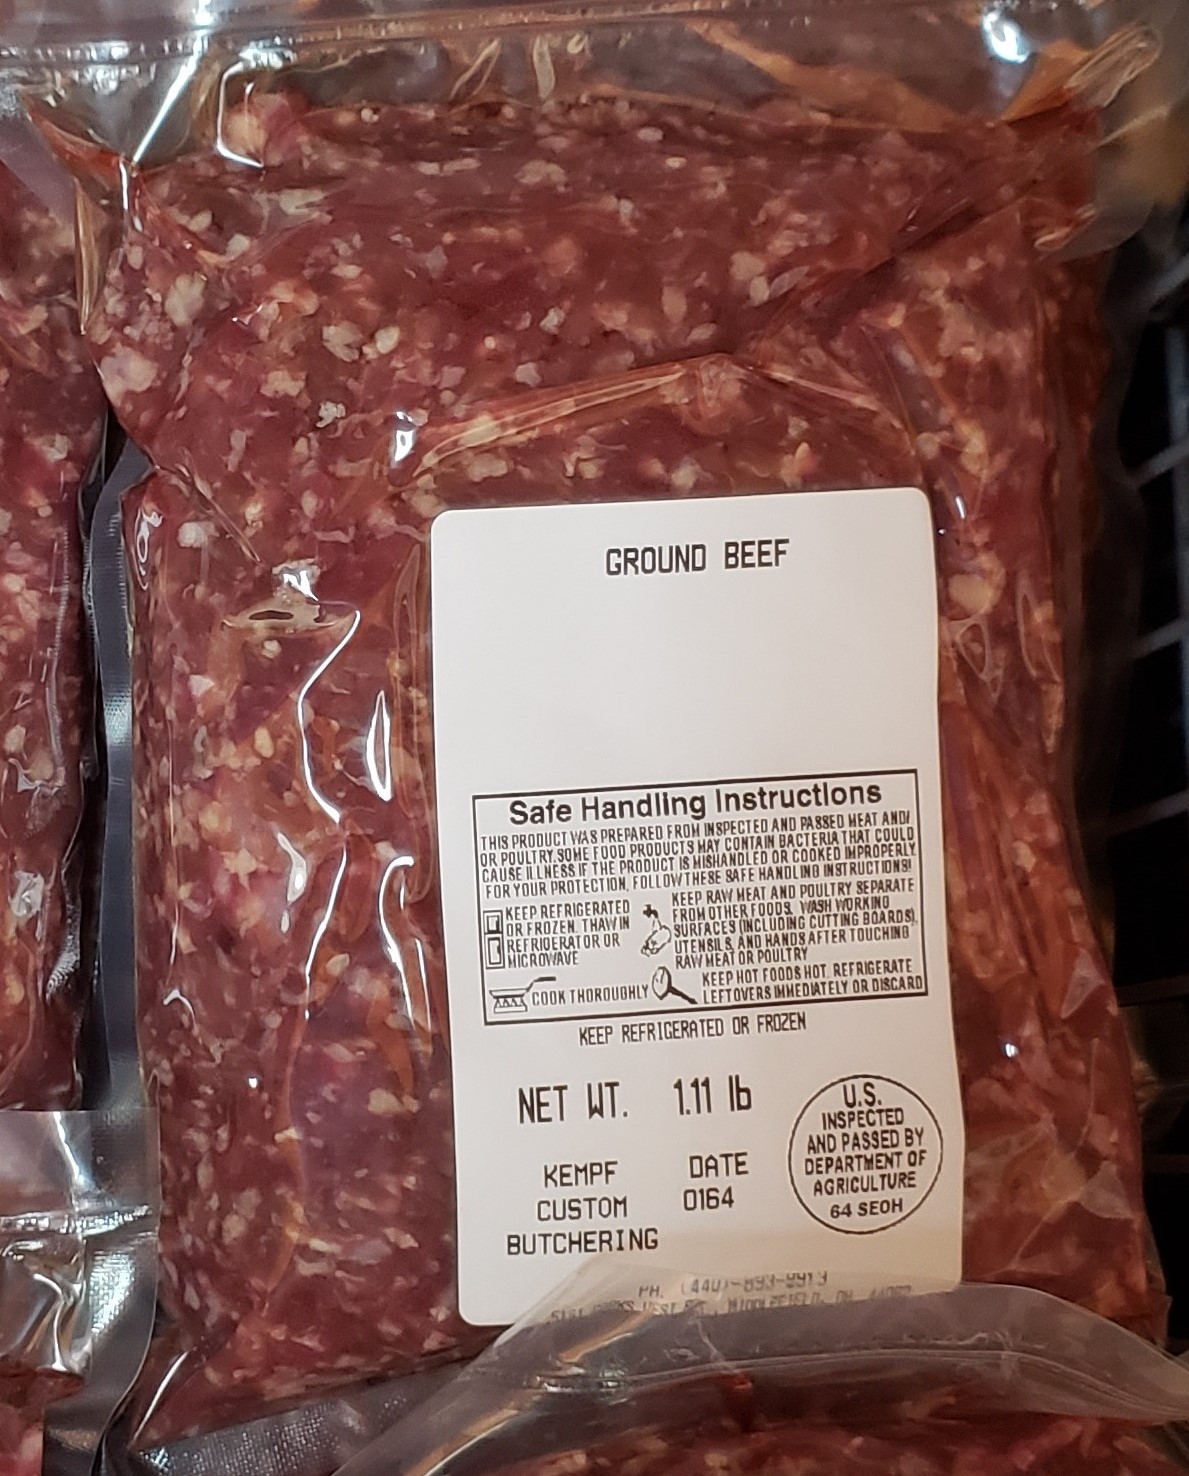 GROUND BEEF
Safe Handling Instructions
THIS PRODUCT WAS PREPARED FROM INSPECTED AND PASSED MEAT AND/
OR POULTRY. SOME FOOD PRODUCTS MAY CONTAIN BACTERIA THAT COULD
CAUSE ILLNESS IF THE PRODUCT IS MISHANDLED OR COOKED IMPROPERLY.
FOR YOUR PROTECTION, FOLLOW THESE SAFE HANDLING INSTRUCTIONS!
KEEP REFRIGERATED
OR FROZEN. THAW IN
REFRIGERATOR OR
MICROWAVE
KEEP RAW MEAT AND POULTRY SEPARATE
FROM OTHER FOODS. WASH WORKING
SURFACES (INCLUDING CUTTING BOARDS),
UTENSILS, AND HANDS AFTER TOUCHING
RAW MEAT OR POULTRY
COOK THOROUGHLY
KEEP HOT FOODS HOT. REFRIGERATE
LEFTOVERS IMMEDIATELY OR DISCARD
KEEP REFRIGERATED OR FROZEN
NET WT. 1.11 lb
KEMPF
CUSTOM
BUTCHERING
DATE
0164
U.S.
INSPECTED
AND PASSED BY
DEPARTMENT OF
AGRICULTURE
64 SEOH
PH. (440)-893-
MIDDLEFIELD, OH